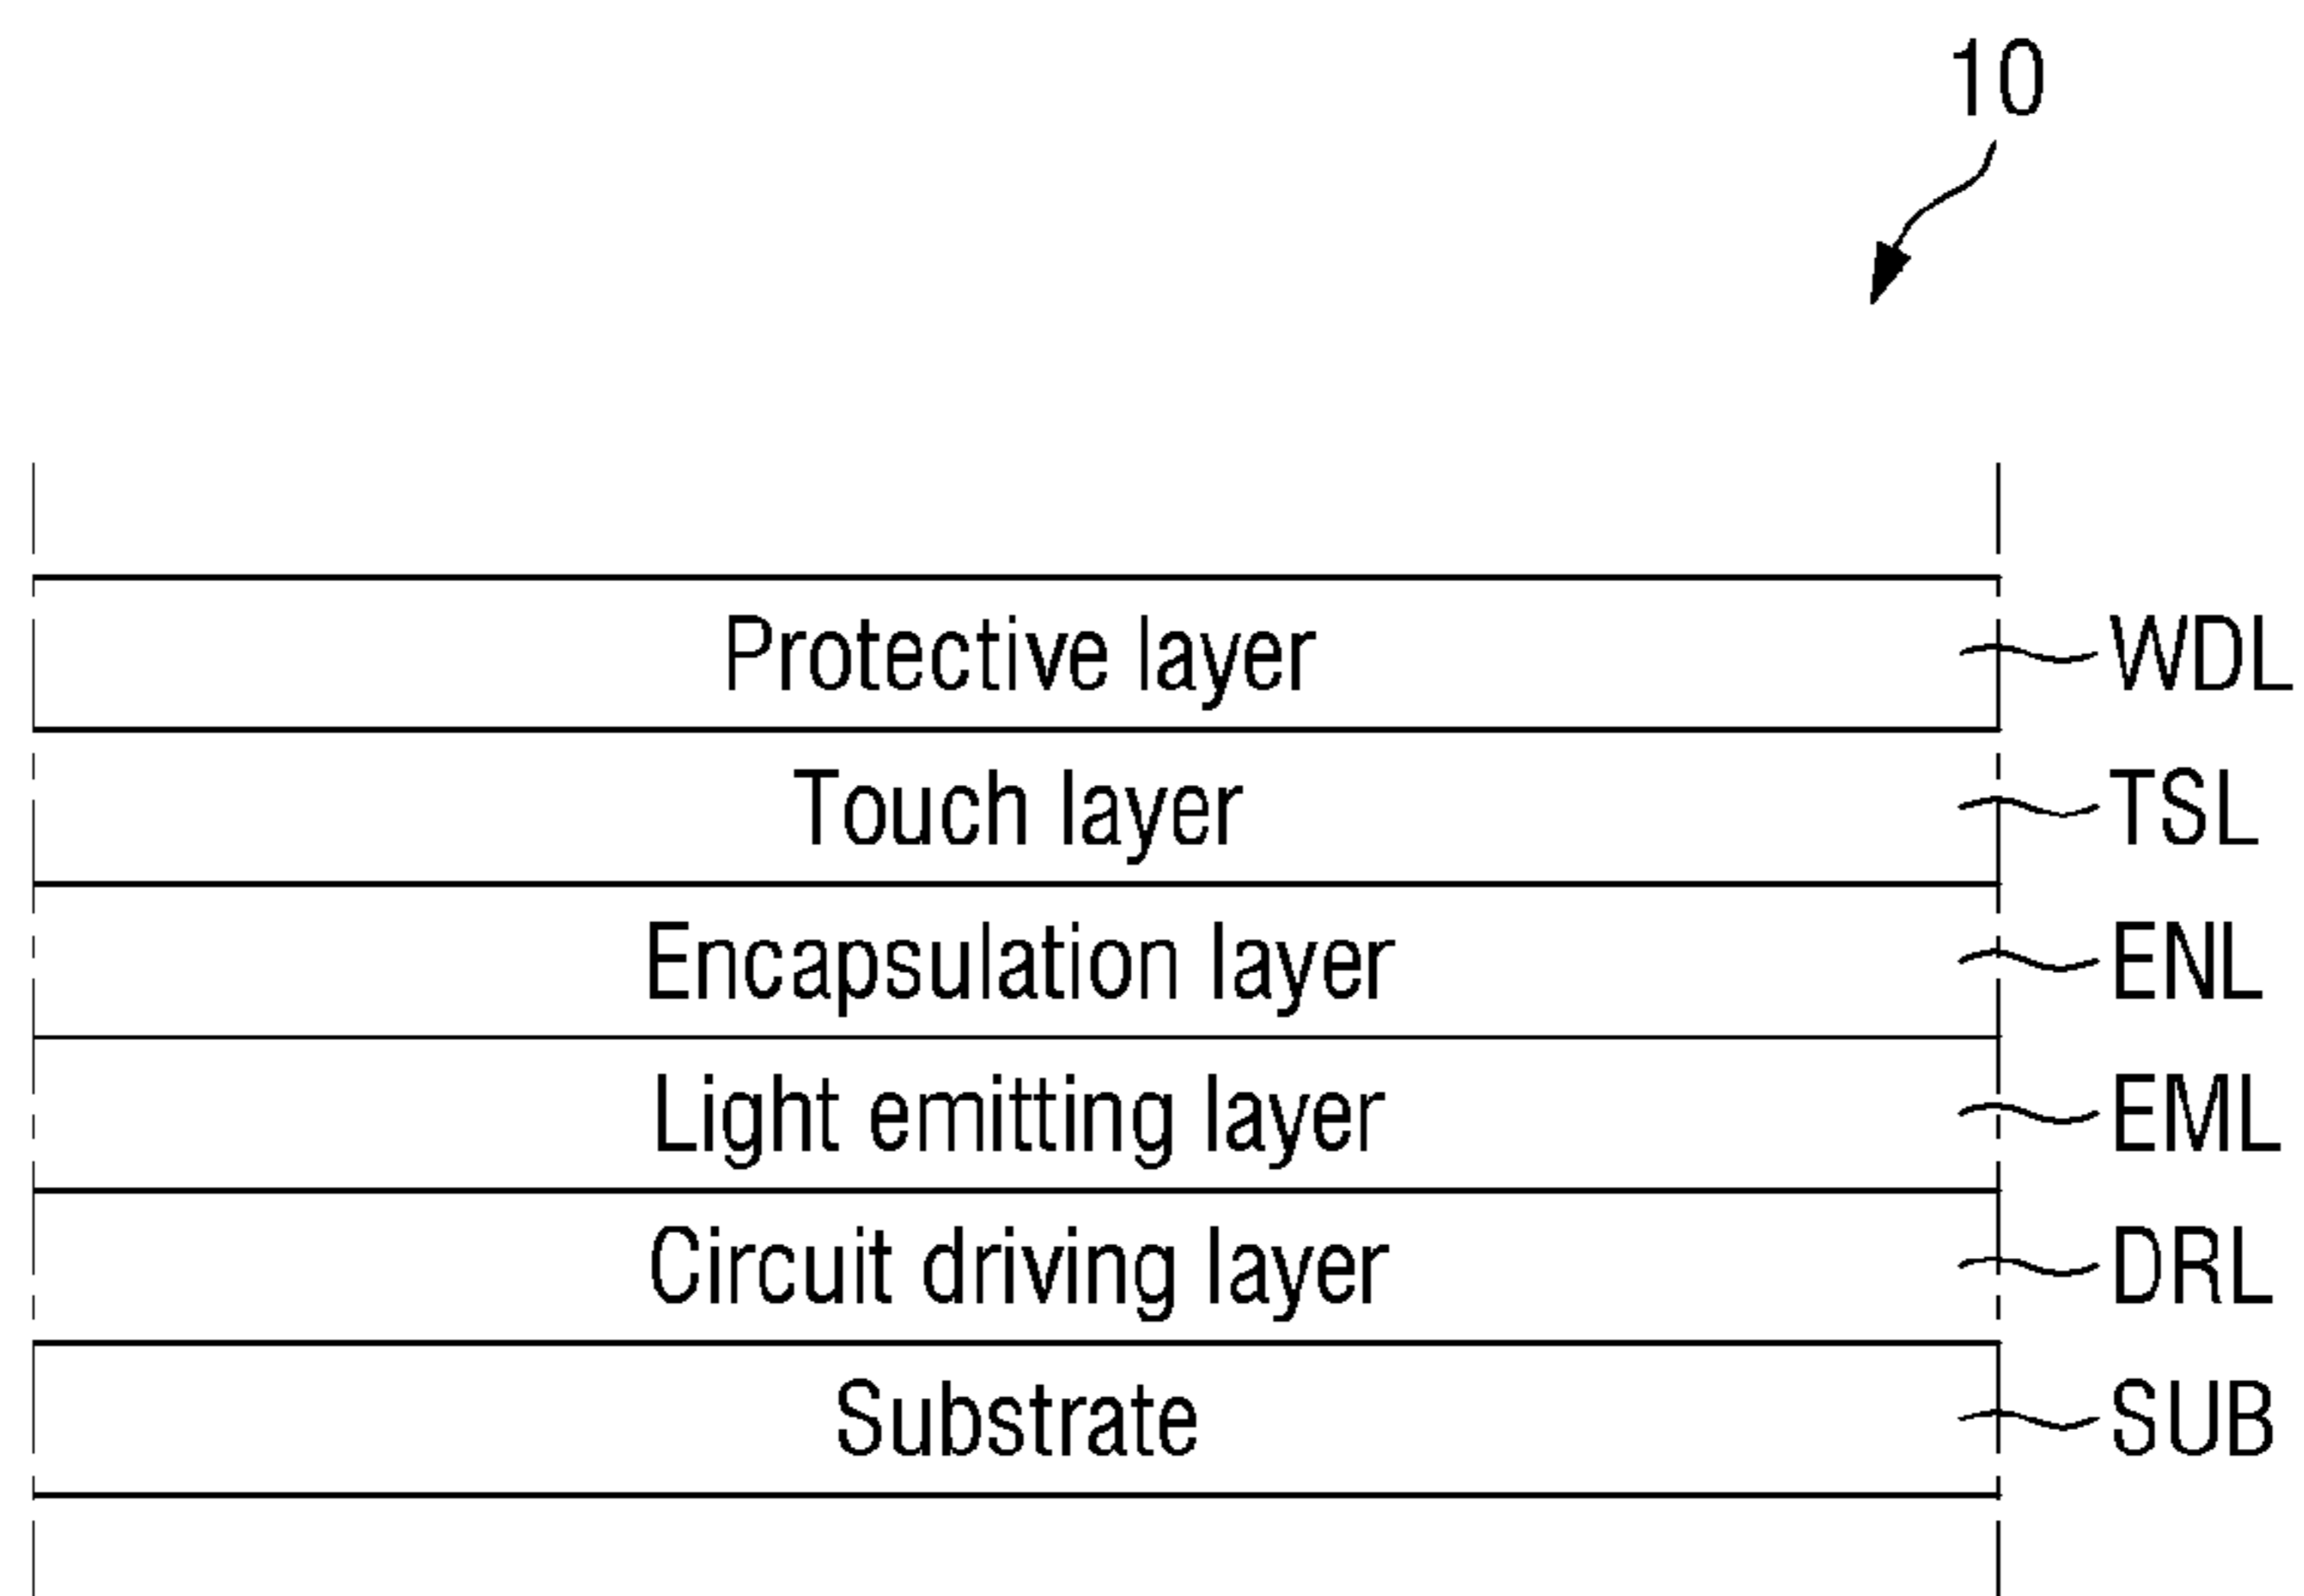 10
Protective layer WDL
Touch layer TSL
Encapsulation layer ENL
Light emitting layer EML
Circuit driving layer DRL
Substrate SUB